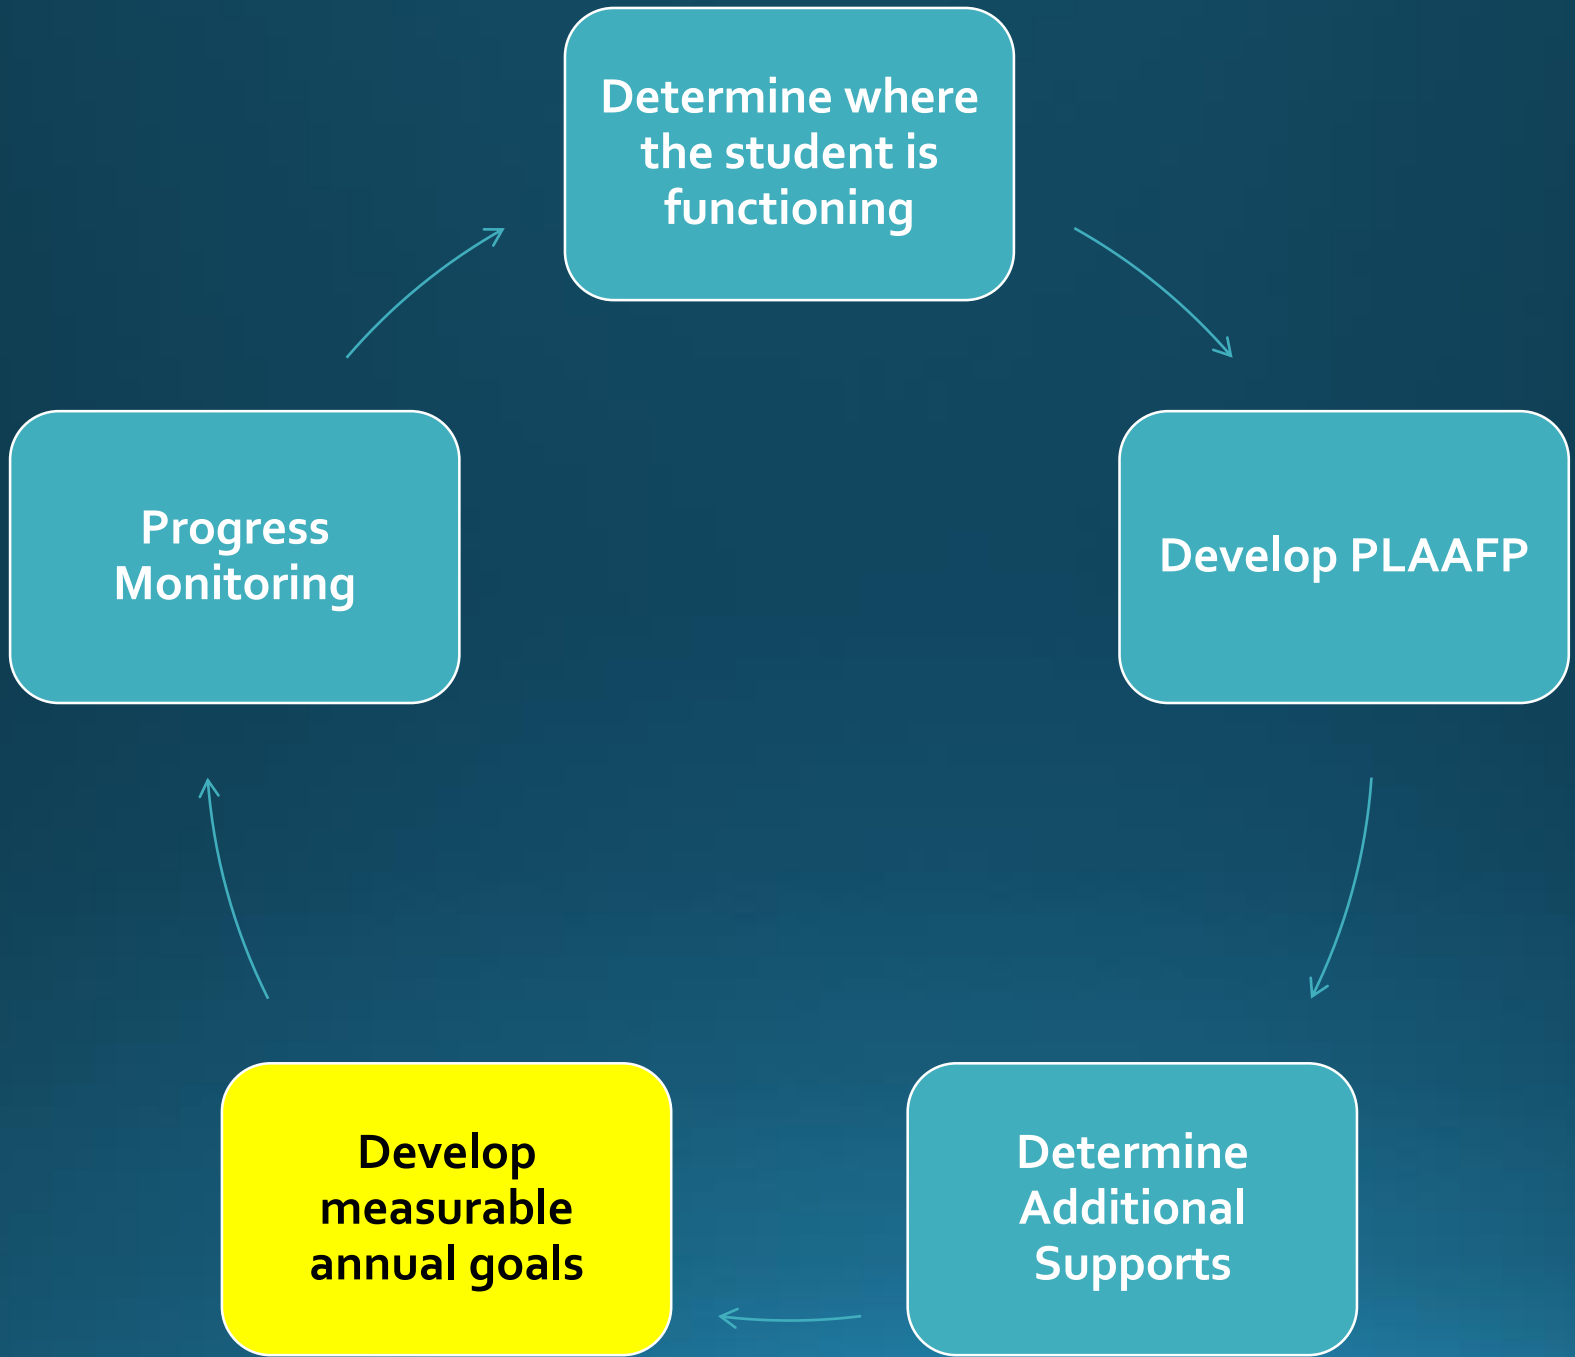 Determine where
the student is
functioning
Develop PLAAFP
Determine
Additional
Supports
Develop
measurable
annual goals
Progress
Monitoring